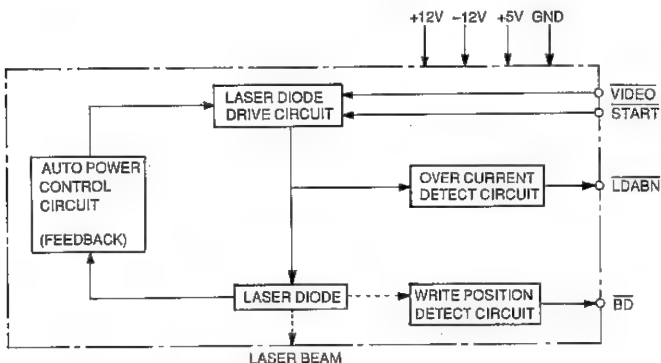 +12V -12V +5V GND
LASER DIODE
DRIVE CIRCUIT
VIDEO
START
AUTO POWER
CONTROL
CIRCUIT
(FEEDBACK)
OVER CURRENT
DETECT CIRCUIT
LDABN
LASER DIODE
WRITE POSITION
DETECT CIRCUIT
BD
LASER BEAM